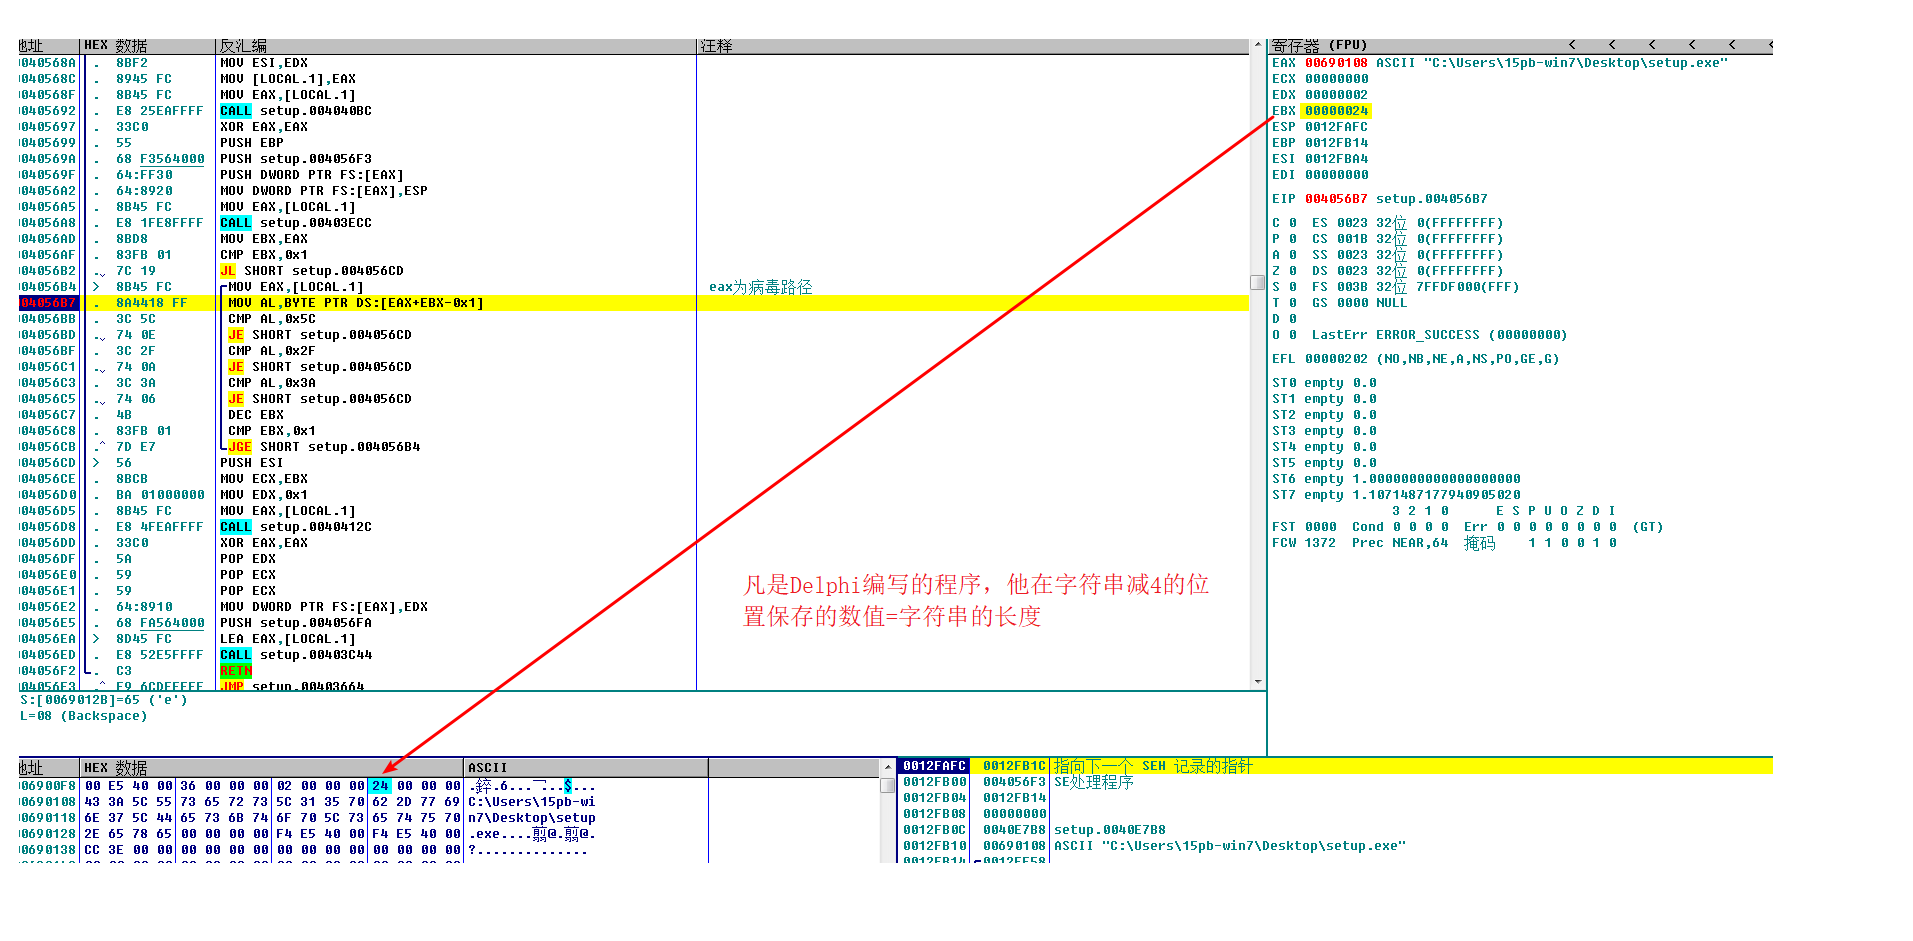 地址 HEX 数据 反汇编 注释
0040568A . 8BF2 MOV ESI,EDX
0040568C . 8945 FC MOV [LOCAL.1],EAX
0040568F . 8B45 FC MOV EAX,[LOCAL.1]
00405692 . E8 25EAFFFF CALL setup.004040BC
00405697 . 33C0 XOR EAX,EAX
00405699 . 55 PUSH EBP
0040569A . 68 F3564000 PUSH setup.004056F3
0040569F . 64:FF30 PUSH DWORD PTR FS:[EAX]
004056A2 . 64:8920 MOV DWORD PTR FS:[EAX],ESP
004056A5 . 8B45 FC MOV EAX,[LOCAL.1]
004056A8 . E8 1FE8FFFF CALL setup.00403ECC
004056AD . 8BD8 MOV EBX,EAX
004056AF . 83FB 01 CMP EBX,0x1
004056B2 .⌄ 7C 19 JL SHORT setup.004056CD
004056B4 > 8B45 FC MOV EAX,[LOCAL.1] eax为病毒路径
004056B7 . 8A4418 FF MOV AL,BYTE PTR DS:[EAX+EBX-0x1]
004056BB . 3C 5C CMP AL,0x5C
004056BD .⌄ 74 0E JE SHORT setup.004056CD
004056BF . 3C 2F CMP AL,0x2F
004056C1 .⌄ 74 0A JE SHORT setup.004056CD
004056C3 . 3C 3A CMP AL,0x3A
004056C5 .⌄ 74 06 JE SHORT setup.004056CD
004056C7 . 4B DEC EBX
004056C8 . 83FB 01 CMP EBX,0x1
004056CB .^ 7D E7 JGE SHORT setup.004056B4
004056CD > 56 PUSH ESI
004056CE . 8BCB MOV ECX,EBX
004056D0 . BA 01000000 MOV EDX,0x1
004056D5 . 8B45 FC MOV EAX,[LOCAL.1]
004056D8 . E8 4FEAFFFF CALL setup.0040412C
004056DD . 33C0 XOR EAX,EAX
004056DF . 5A POP EDX
004056E0 . 59 POP ECX
004056E1 . 59 POP ECX
004056E2 . 64:8910 MOV DWORD PTR FS:[EAX],EDX
004056E5 . 68 FA564000 PUSH setup.004056FA
004056EA > 8D45 FC LEA EAX,[LOCAL.1]
004056ED . E8 52E5FFFF CALL setup.00403C44
004056F2 . C3 RETN
004056F3 .^ E9 6CDFFFFF JMP setup.00403664
凡是Delphi编写的程序，他在字符串减4的位
置保存的数值=字符串的长度
S:[0069012B]=65 ('e')
L=08 (Backspace)
寄存器 (FPU) < < < < < <
EAX 00690108 ASCII "C:\Users\15pb-win7\Desktop\setup.exe"
ECX 00000000
EDX 00000002
EBX 00000024
ESP 0012FAFC
EBP 0012FB14
ESI 0012FBA4
EDI 00000000
EIP 004056B7 setup.004056B7
C 0 ES 0023 32位 0(FFFFFFFF)
P 0 CS 001B 32位 0(FFFFFFFF)
A 0 SS 0023 32位 0(FFFFFFFF)
Z 0 DS 0023 32位 0(FFFFFFFF)
S 0 FS 003B 32位 7FFDF000(FFF)
T 0 GS 0000 NULL
D 0
O 0 LastErr ERROR_SUCCESS (00000000)
EFL 00000202 (NO,NB,NE,A,NS,PO,GE,G)
ST0 empty 0.0
ST1 empty 0.0
ST2 empty 0.0
ST3 empty 0.0
ST4 empty 0.0
ST5 empty 0.0
ST6 empty 1.0000000000000000000
ST7 empty 1.1071487177940905020
3 2 1 0 E S P U O Z D I
FST 0000 Cond 0 0 0 0 Err 0 0 0 0 0 0 0 0 (GT)
FCW 1372 Prec NEAR,64 掩码 1 1 0 0 1 0
地址 HEX 数据 ASCII
006900F8 00 E5 40 00 36 00 00 00 02 00 00 00 24 00 00 00 .錊.6...¬...$...
00690108 43 3A 5C 55 73 65 72 73 5C 31 35 70 62 2D 77 69 C:\Users\15pb-wi
00690118 6E 37 5C 44 65 73 6B 74 6F 70 5C 73 65 74 75 70 n7\Desktop\setup
00690128 2E 65 78 65 00 00 00 00 F4 E5 40 00 F4 E5 40 00 .exe....翦@.翦@.
00690138 CC 3E 00 00 00 00 00 00 00 00 00 00 00 00 00 00 ?..............
0012FAFC 0012FB1C 指向下一个 SEH 记录的指针
0012FB00 004056F3 SE处理程序
0012FB04 0012FB14
0012FB08 00000000
0012FB0C 0040E7B8 setup.0040E7B8
0012FB10 00690108 ASCII "C:\Users\15pb-win7\Desktop\setup.exe"
0012FB14 0012FF58